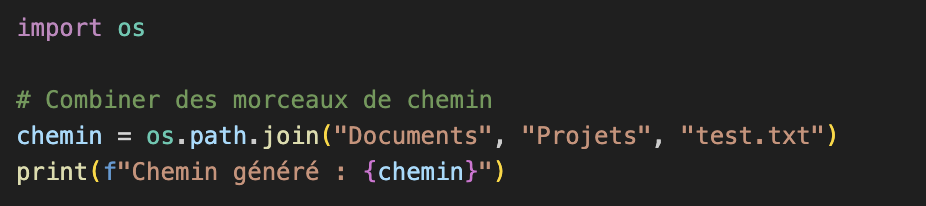 import os
# Combiner des morceaux de chemin
chemin = os.path.join("Documents", "Projets", "test.txt")
print(f"Chemin généré : {chemin}")